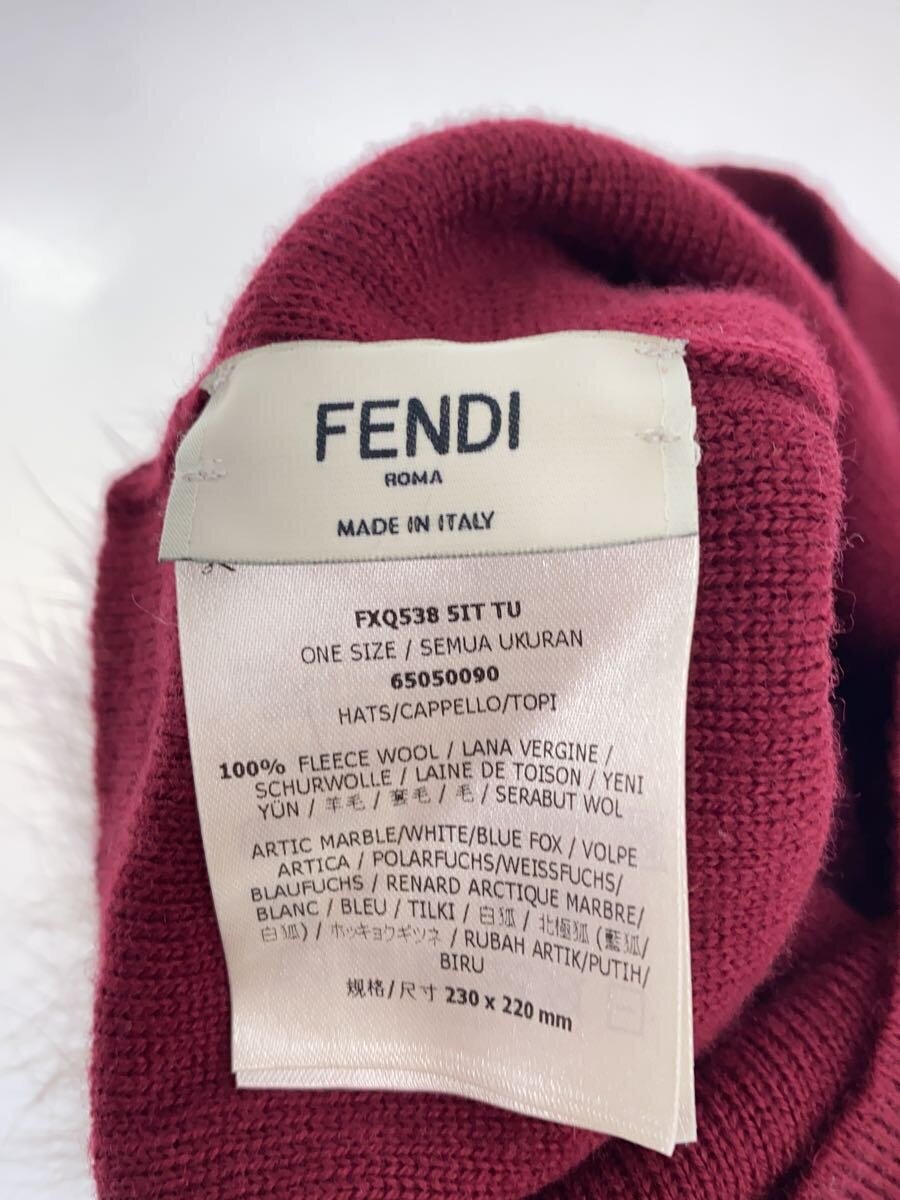 FENDI
ROMA
MADE IN ITALY
FXQ538 5IT TU
ONE SIZE / SEMUA UKURAN
65050090
HATS/CAPPELLO/TOPI
100% FLEECE WOOL / LANA VERGINE /
SCHURWOLLE / LAINE DE TOISON / YENI
YÜN / 羊毛 / 套毛 / 毛 / SERABUT WOL
ARTIC MARBLE/WHITE/BLUE FOX / VOLPE
ARTICA / POLARFUCHS/WEISSFUCHS/
BLAUFUCHS / RENARD ARCTIQUE MARBRE/
BLANC / BLEU / TILKI / 白狐 / 北極狐 (藍狐/
白狐) / ホッキョクギツネ / RUBAH ARTIK/PUTIH/
BIRU
规格/尺寸 230 x 220 mm